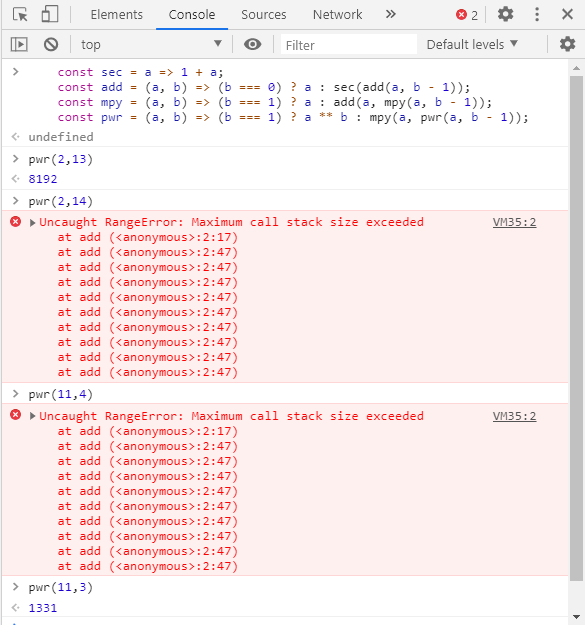 Elements Console Sources Network » 2
top Filter Default levels ▼
> const sec = a => 1 + a;
const add = (a, b) => (b === 0) ? a : sec(add(a, b - 1));
const mpy = (a, b) => (b === 1) ? a : add(a, mpy(a, b - 1));
const pwr = (a, b) => (b === 1) ? a ** b : mpy(a, pwr(a, b - 1));
undefined
> pwr(2,13)
8192
> pwr(2,14)
Uncaught RangeError: Maximum call stack size exceeded VM35:2
at add (<anonymous>:2:17)
at add (<anonymous>:2:47)
at add (<anonymous>:2:47)
at add (<anonymous>:2:47)
at add (<anonymous>:2:47)
at add (<anonymous>:2:47)
at add (<anonymous>:2:47)
at add (<anonymous>:2:47)
at add (<anonymous>:2:47)
at add (<anonymous>:2:47)
> pwr(11,4)
Uncaught RangeError: Maximum call stack size exceeded VM35:2
at add (<anonymous>:2:17)
at add (<anonymous>:2:47)
at add (<anonymous>:2:47)
at add (<anonymous>:2:47)
at add (<anonymous>:2:47)
at add (<anonymous>:2:47)
at add (<anonymous>:2:47)
at add (<anonymous>:2:47)
at add (<anonymous>:2:47)
at add (<anonymous>:2:47)
> pwr(11,3)
1331